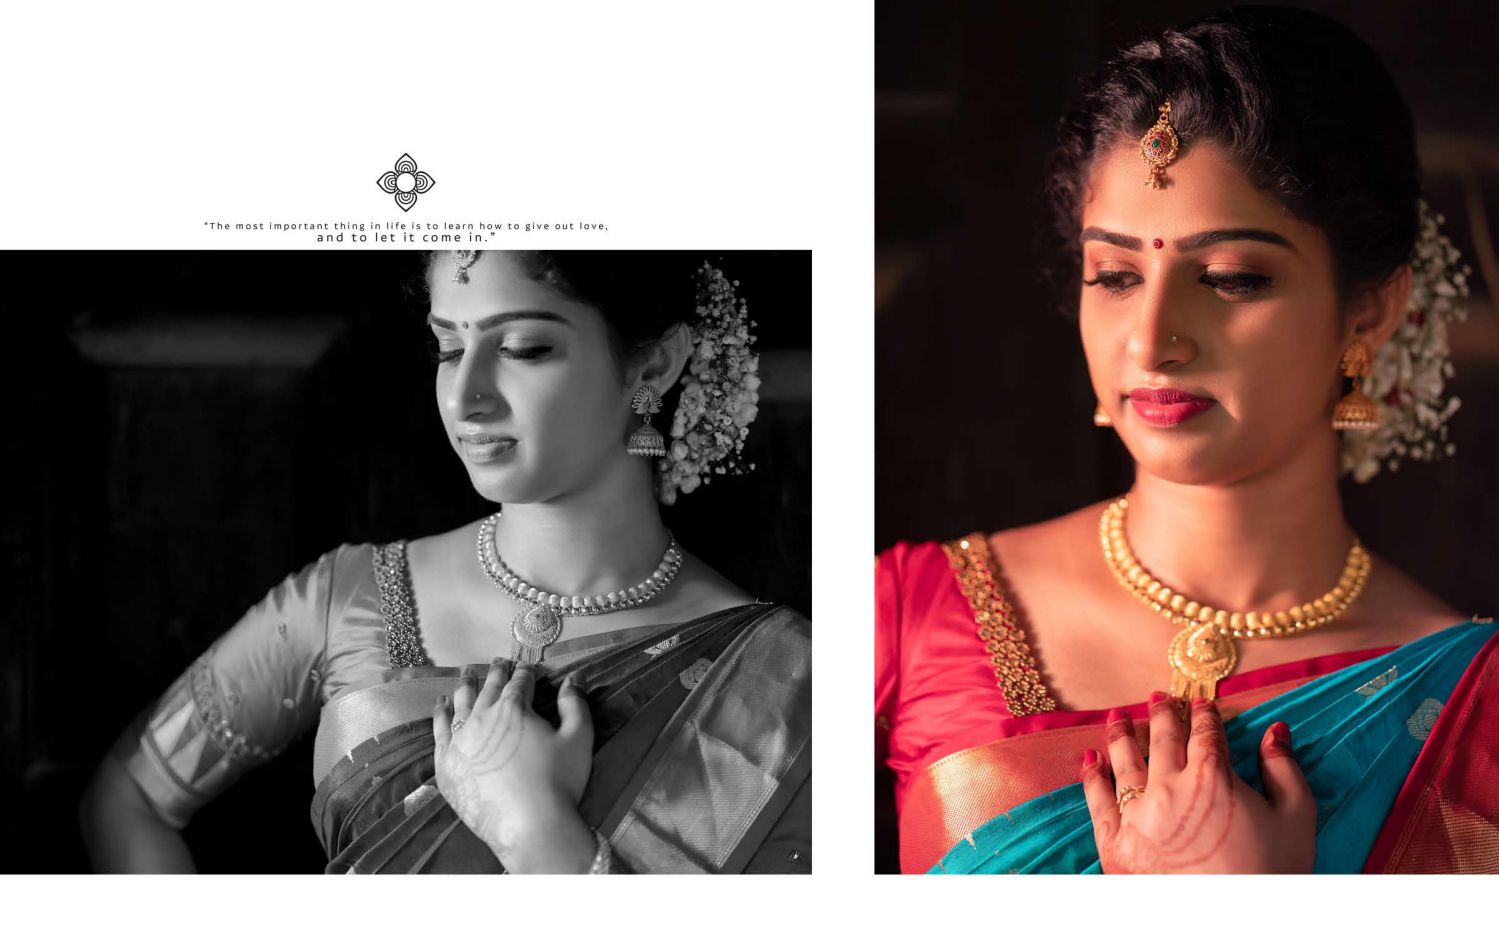 “The most important thing in life is to learn how to give out love,
and to let it come in.”